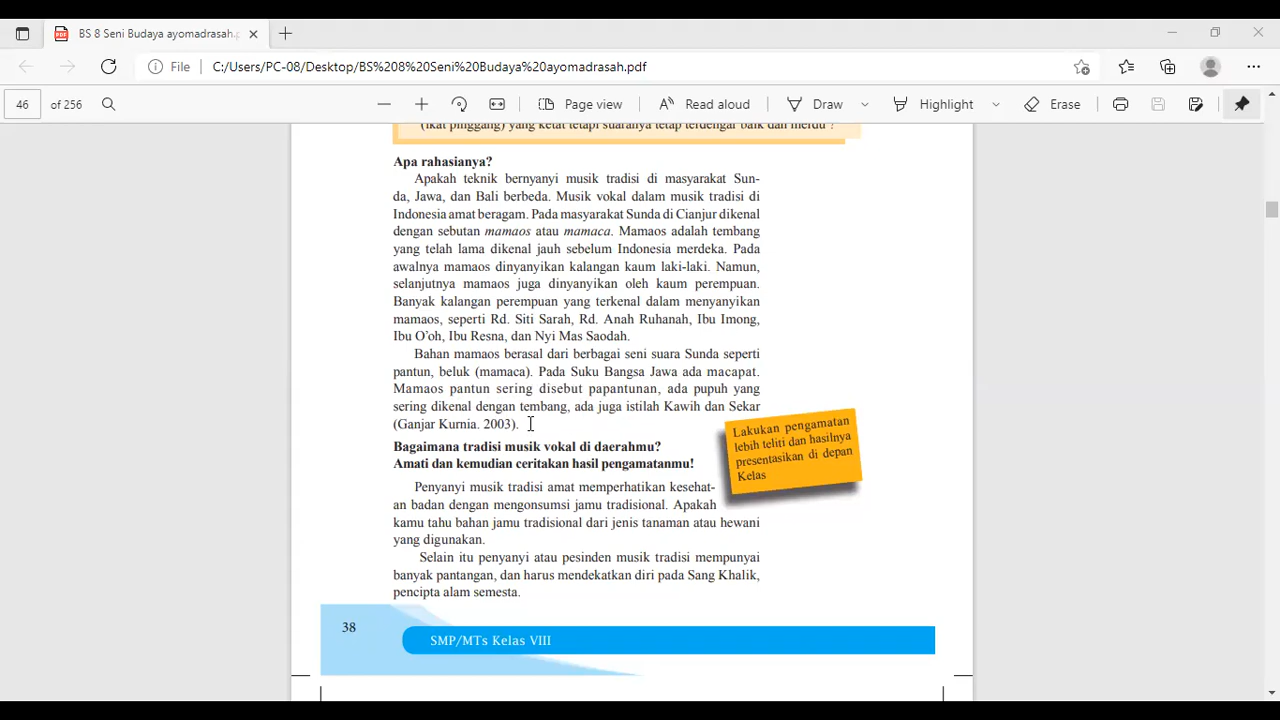 BS 8 Seni Budaya ayomadrasah.p
File
C:/Users/PC-08/Desktop/BS%208%20Seni%20Budaya%20ayomadrasah.pdf
46 of 256
Page view
Read aloud
Draw
Highlight
Erase
(ikat pinggang) yang ketat tetapi suaranya tetap terdengar baik dan merdu ?
Apa rahasianya?
Apakah teknik bernyanyi musik tradisi di masyarakat Sun-
da, Jawa, dan Bali berbeda. Musik vokal dalam musik tradisi di
Indonesia amat beragam. Pada masyarakat Sunda di Cianjur dikenal
dengan sebutan mamaos atau mamaca. Mamaos adalah tembang
yang telah lama dikenal jauh sebelum Indonesia merdeka. Pada
awalnya mamaos dinyanyikan kalangan kaum laki-laki. Namun,
selanjutnya mamaos juga dinyanyikan oleh kaum perempuan.
Banyak kalangan perempuan yang terkenal dalam menyanyikan
mamaos, seperti Rd. Siti Sarah, Rd. Anah Ruhanah, Ibu Imong,
Ibu O'oh, Ibu Resna, dan Nyi Mas Saodah.
Bahan mamaos berasal dari berbagai seni suara Sunda seperti
pantun, beluk (mamaca). Pada Suku Bangsa Jawa ada macapat.
Mamaos pantun sering disebut papantunan, ada pupuh yang
sering dikenal dengan tembang, ada juga istilah Kawih dan Sekar
(Ganjar Kurnia. 2003).
Bagaimana tradisi musik vokal di daerahmu?
Amati dan kemudian ceritakan hasil pengamatanmu!
Lakukan pengamatan
lebih teliti dan hasilnya
presentasikan di depan
Kelas
Penyanyi musik tradisi amat memperhatikan kesehat-
an badan dengan mengonsumsi jamu tradisional. Apakah
kamu tahu bahan jamu tradisional dari jenis tanaman atau hewani
yang digunakan.
Selain itu penyanyi atau pesinden musik tradisi mempunyai
banyak pantangan, dan harus mendekatkan diri pada Sang Khalik,
pencipta alam semesta.
38
SMP/MTs Kelas VIII